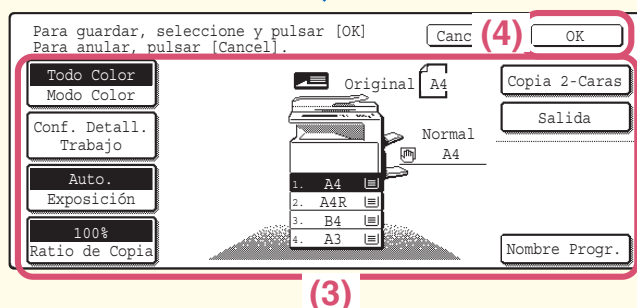 Para guardar, seleccione y pulsar [OK]
Para anular, pulsar [Cancel].
Canc
(4)
OK
Todo Color
Modo Color
Conf. Detall.
Trabajo
Auto.
Exposición
100%
Ratio de Copia
Original
A4
Normal
A4
1. A4
2. A4R
3. B4
4. A3
Copia 2-Caras
Salida
Nombre Progr.
(3)